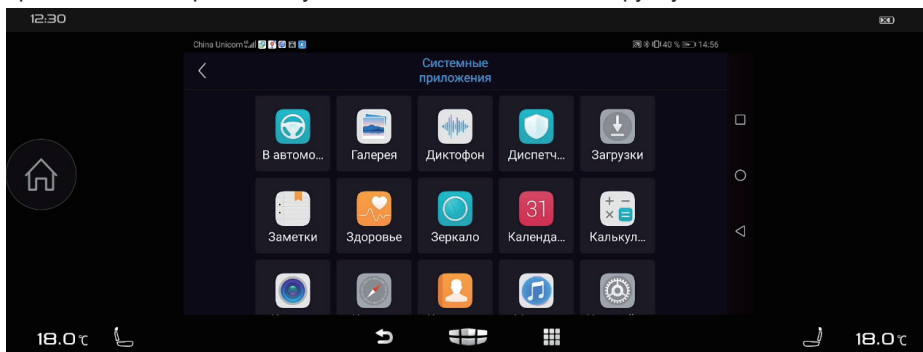 12:30
China Unicom 40 % 14:56
Системные
приложения
В автомо... Галерея Диктофон Диспетч... Загрузки
31
Заметки Здоровье Зеркало Календа... Калькул...
18.0℃ 18.0℃